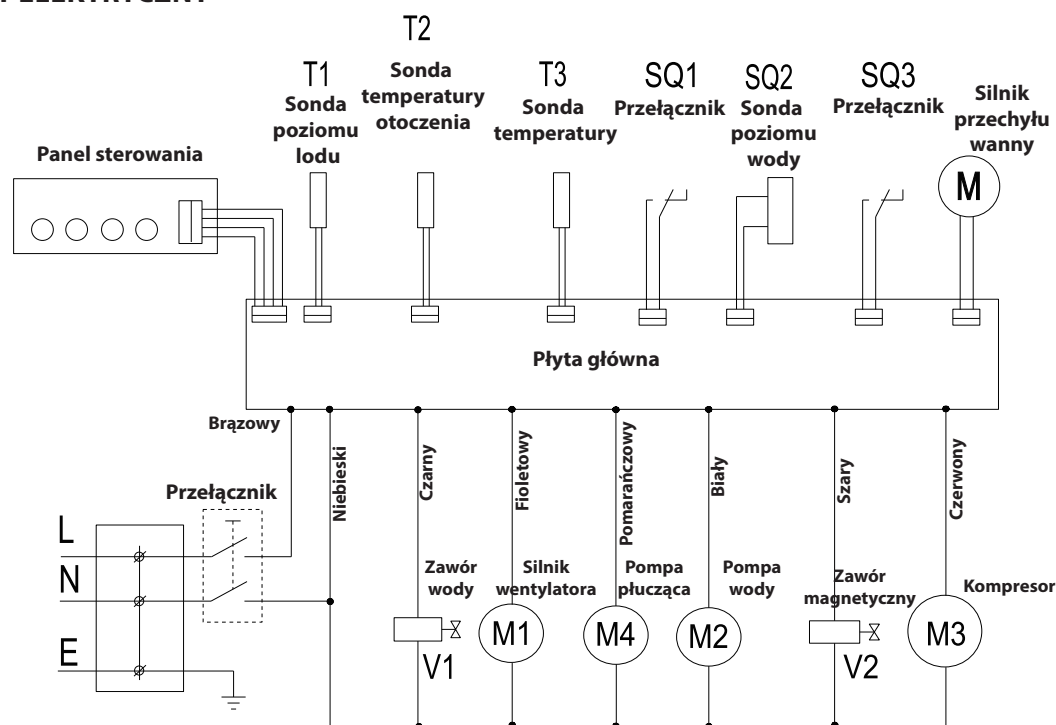 T2
T1
T3
SQ1
SQ2
SQ3
Sonda
temperatury
otoczenia
Sonda
poziomu
lodu
Sonda
temperatury
Przełącznik
Sonda
poziomu
wody
Przełącznik
Silnik
przechyłu
wanny
Panel sterowania
M
Płyta główna
Brązowy
Niebieski
Czarny
Fioletowy
Pomarańczowy
Biały
Szary
Czerwony
Przełącznik
L
N
E
Zawór
wody
V1
Silnik
wentylatora
M1
Pompa
płucząca
M4
Pompa
wody
M2
Zawór
magnetyczny
V2
Kompresor
M3